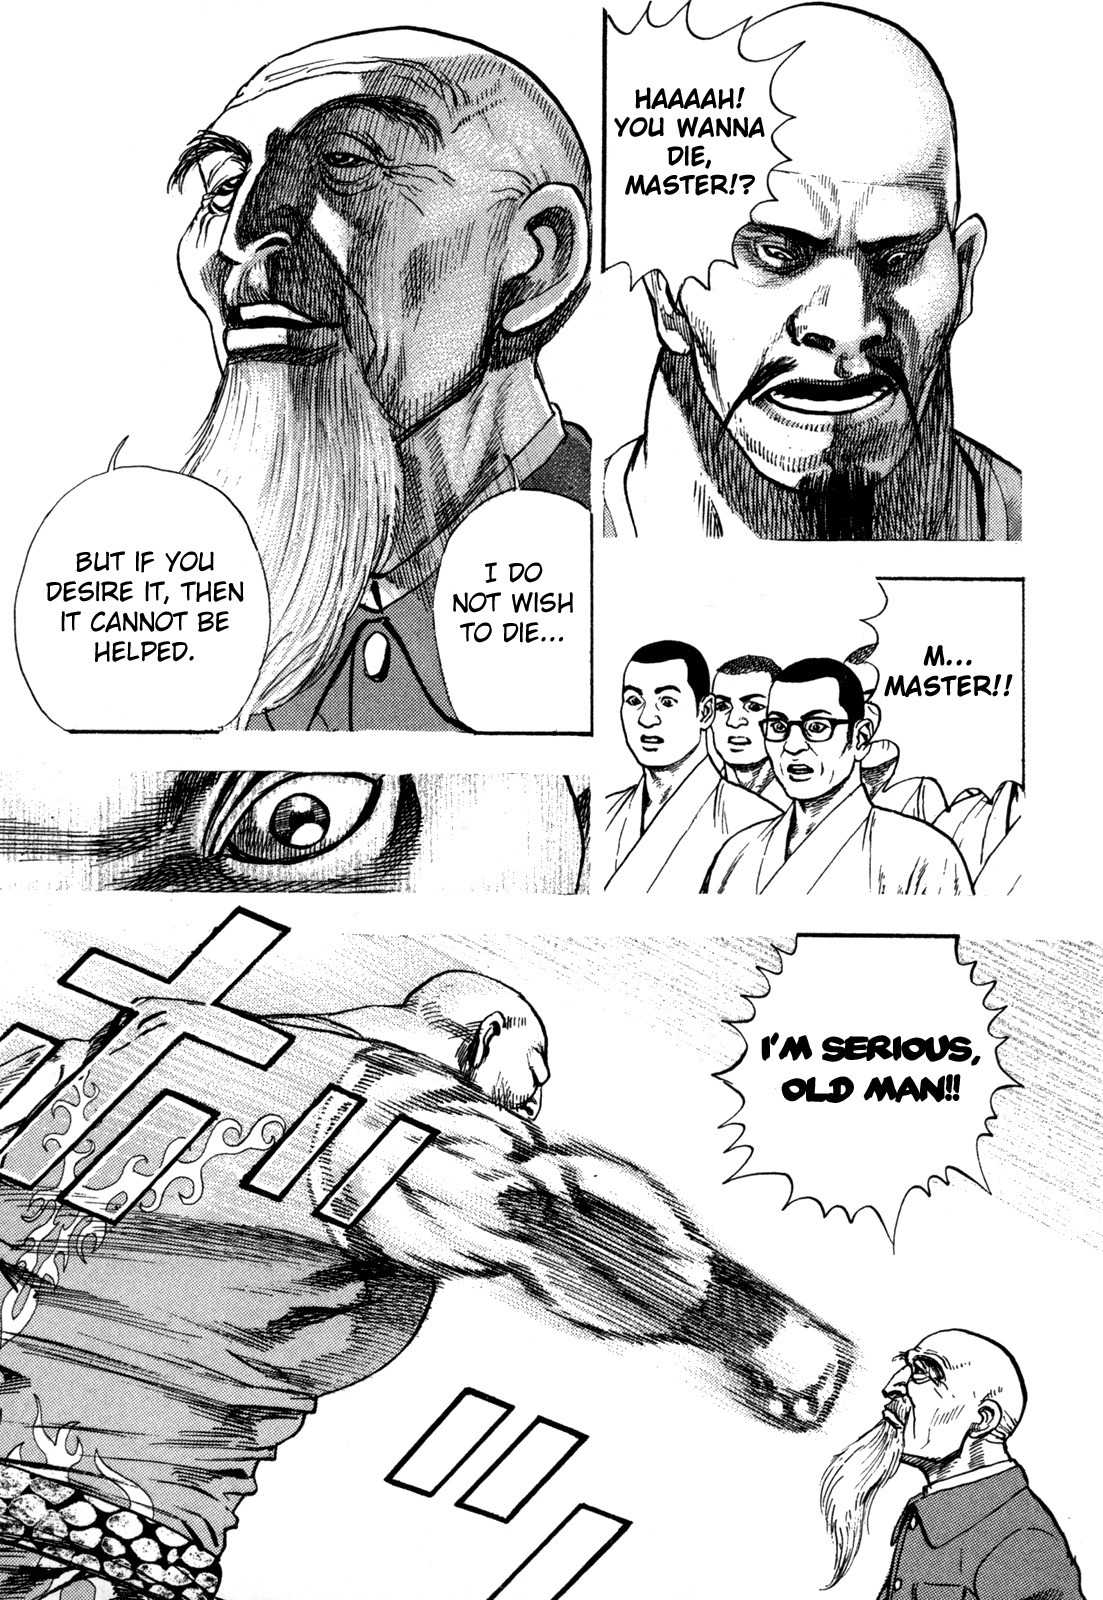 HAAAAH!
YOU WANNA
DIE,
MASTER!?
I DO
NOT WISH
TO DIE...
BUT IF YOU
DESIRE IT, THEN
IT CANNOT BE
HELPED.
M...
MASTER!!
I'M SERIOUS,
OLD MAN!!